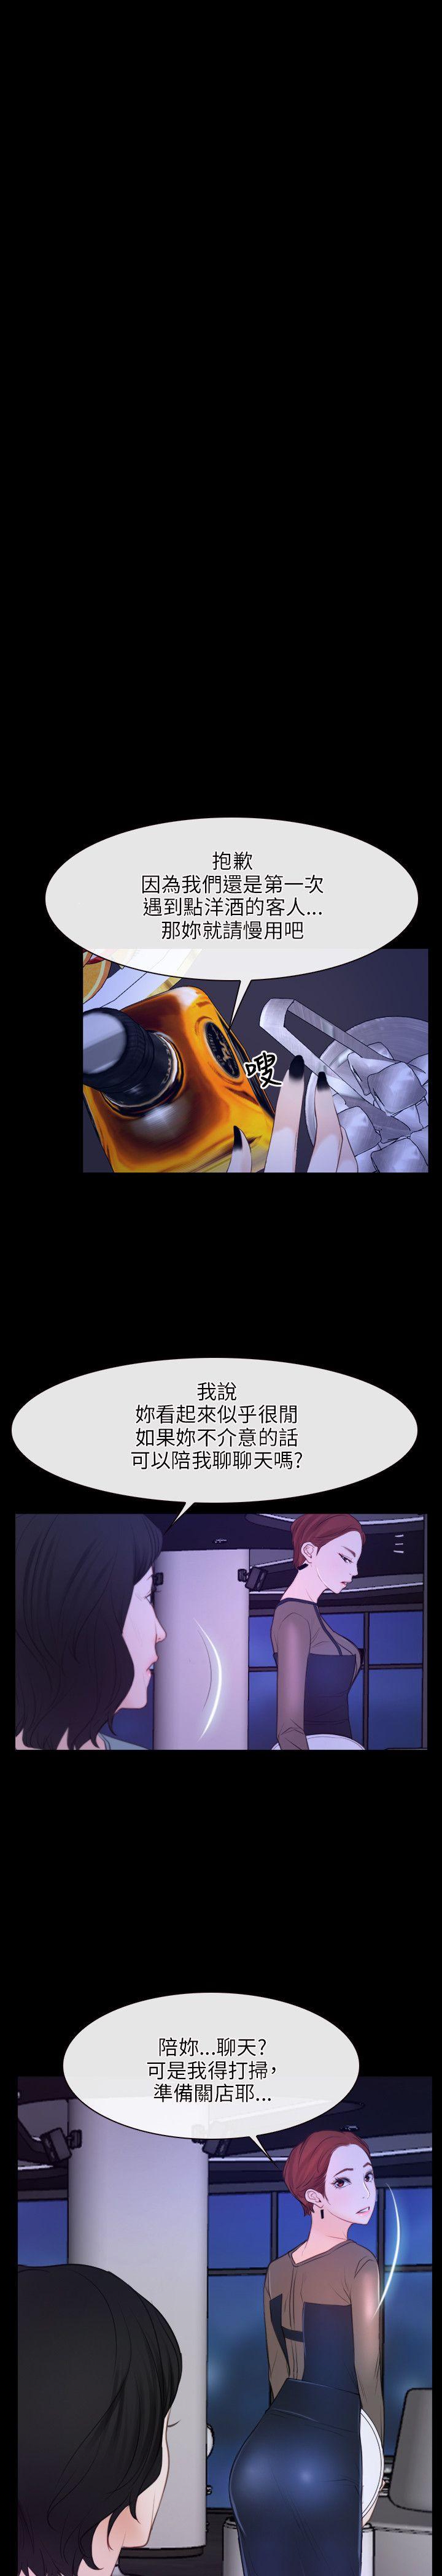 抱歉
因為我們還是第一次
遇到點洋酒的客人...
那妳就請慢用吧
嗖
我說
妳看起來似乎很閒
如果妳不介意的話
可以陪我聊聊天嗎?
陪妳...聊天?
可是我得打掃,
準備關店耶...